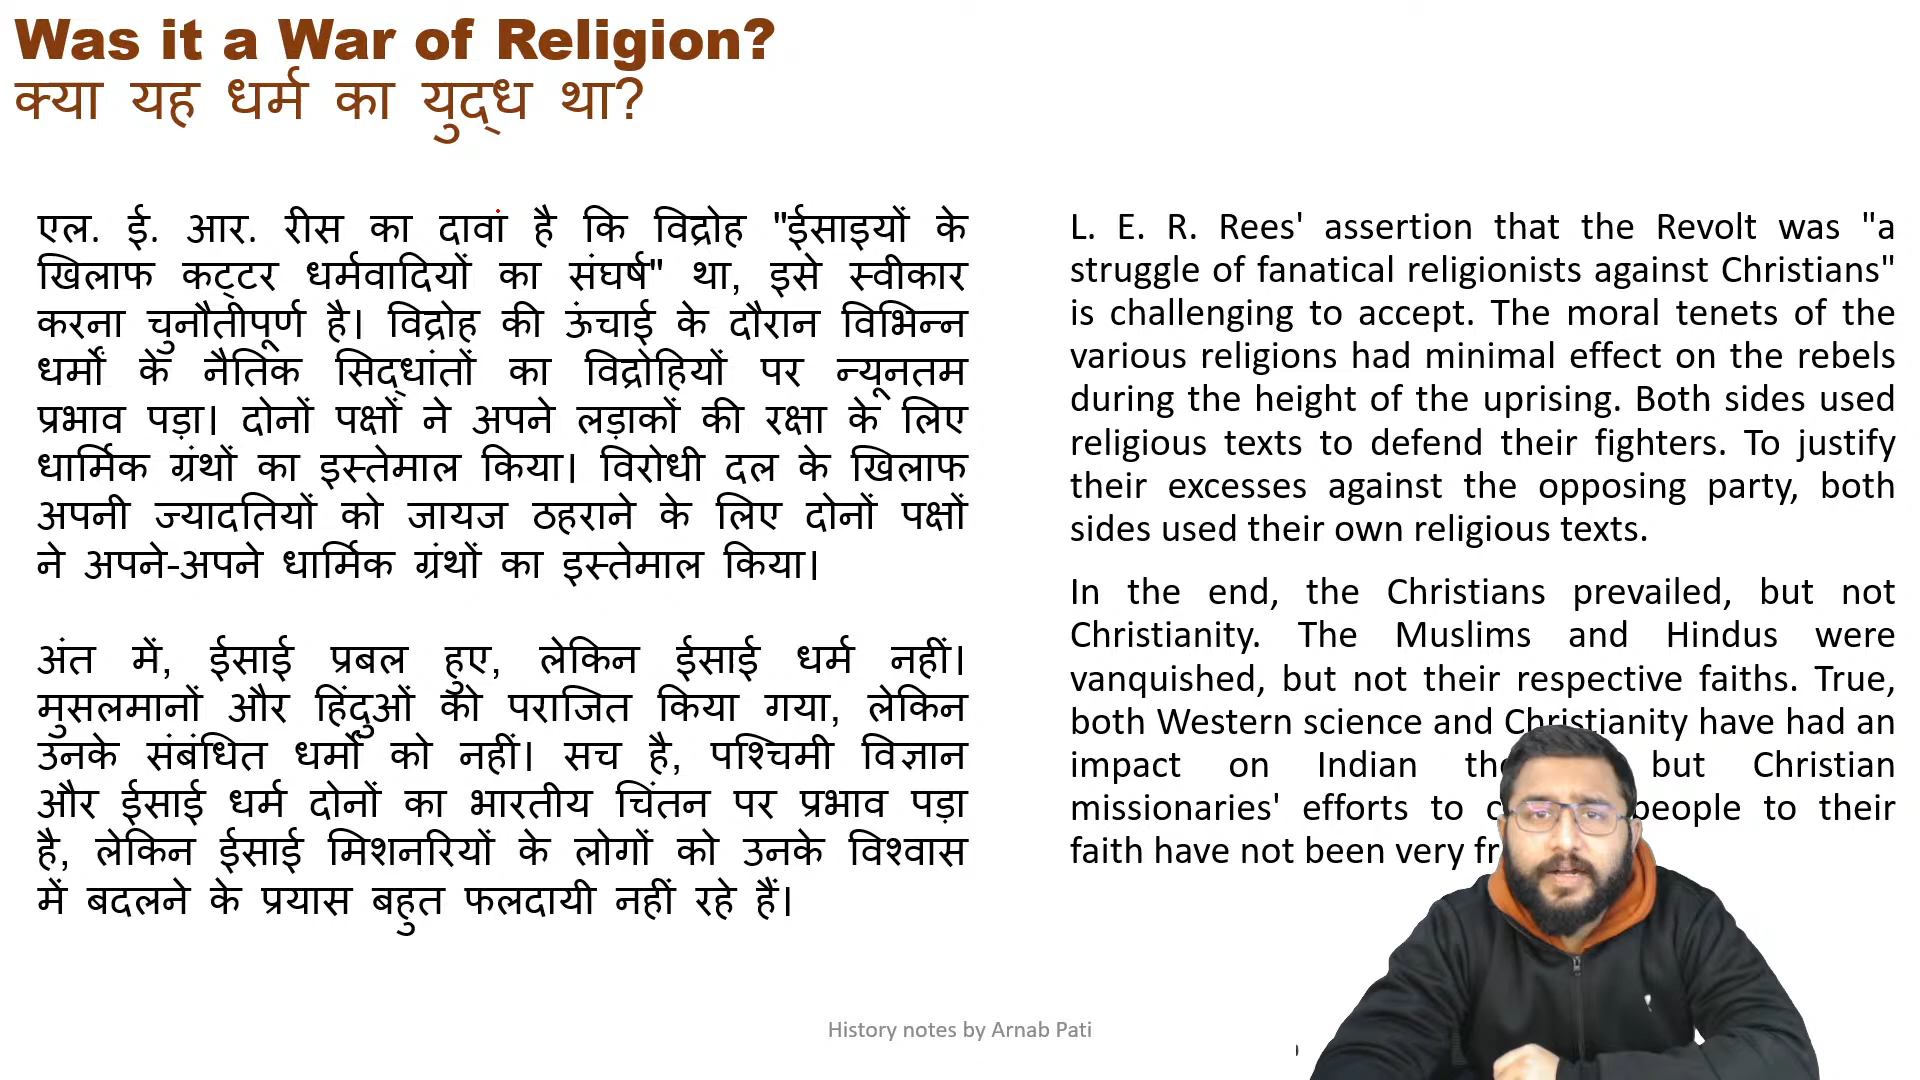 Was it a War of Religion?
क्या यह धर्म का युद्ध था?
एल. ई. आर. रीस का दावां है कि विद्रोह "ईसाइयों के
खिलाफ कट्टर धर्मवादियों का संघर्ष" था, इसे स्वीकार
करना चुनौतीपूर्ण है। विद्रोह की ऊंचाई के दौरान विभिन्न
धर्मों के नैतिक सिद्धांतों का विद्रोहियों पर न्यूनतम
प्रभाव पड़ा। दोनों पक्षों ने अपने लड़ाकों की रक्षा के लिए
धार्मिक ग्रंथों का इस्तेमाल किया। विरोधी दल के खिलाफ
अपनी ज्यादतियों को जायज ठहराने के लिए दोनों पक्षों
ने अपने-अपने धार्मिक ग्रंथों का इस्तेमाल किया।
अंत में, ईसाई प्रबल हुए, लेकिन ईसाई धर्म नहीं।
मुसलमानों और हिंदुओं को पराजित किया गया, लेकिन
उनके संबंधित धर्मों को नहीं। सच है, पश्चिमी विज्ञान
और ईसाई धर्म दोनों का भारतीय चिंतन पर प्रभाव पड़ा
है, लेकिन ईसाई मिशनरियों के लोगों को उनके विश्वास
में बदलने के प्रयास बहुत फलदायी नहीं रहे हैं।
L. E. R. Rees' assertion that the Revolt was "a
struggle of fanatical religionists against Christians"
is challenging to accept. The moral tenets of the
various religions had minimal effect on the rebels
during the height of the uprising. Both sides used
religious texts to defend their fighters. To justify
their excesses against the opposing party, both
sides used their own religious texts.
In the end, the Christians prevailed, but not
Christianity. The Muslims and Hindus were
vanquished, but not their respective faiths. True,
both Western science and Christianity have had an
impact on Indian but Christian
missionaries' efforts to people to their
faith have not been very
History notes by Arnab Pati